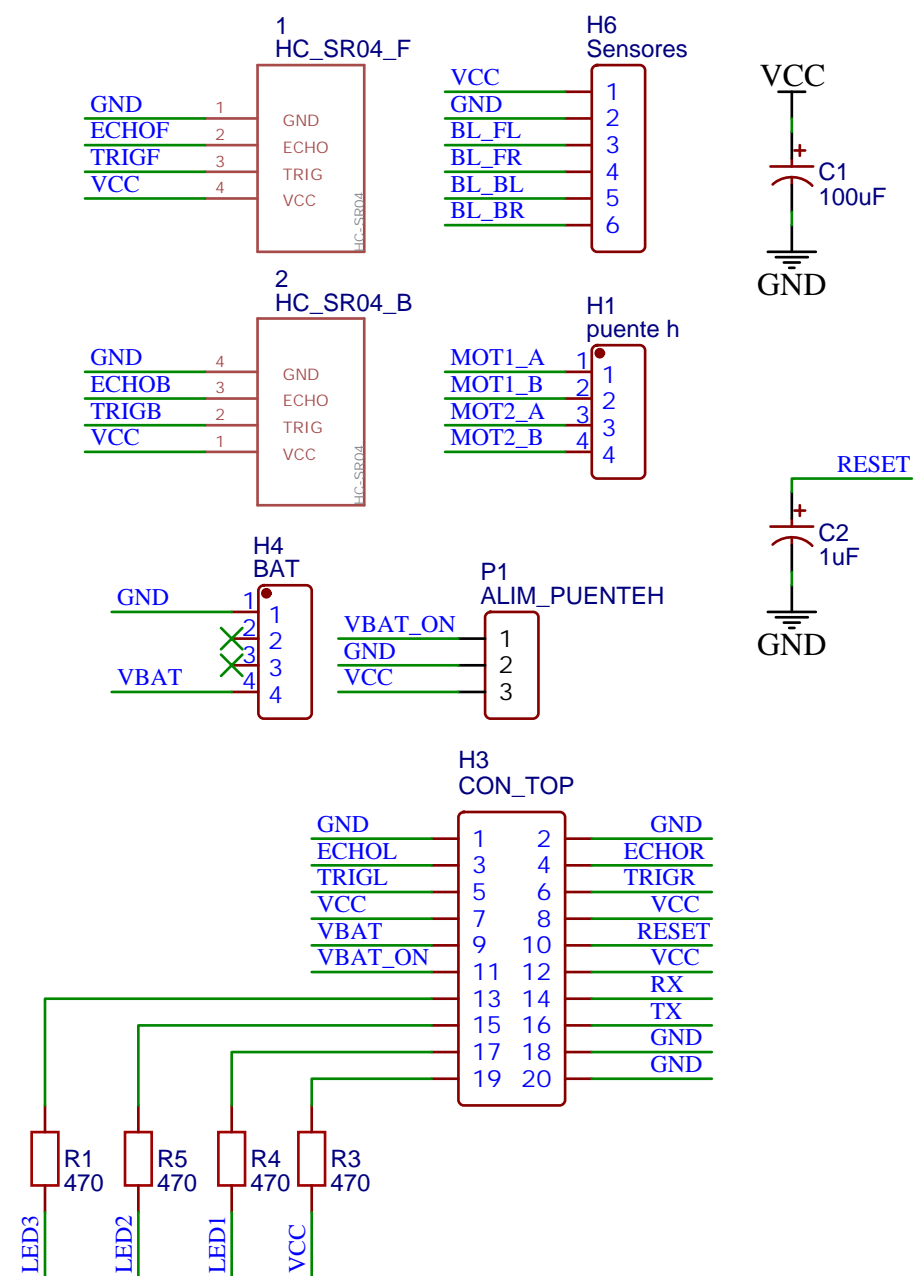 1
HC_SR04_F
GND 1 GND
ECHOF 2 ECHO
TRIGF 3 TRIG
VCC 4 VCC
HC-SR04
H6
Sensores
VCC 1
GND 2
BL_FL 3
BL_FR 4
BL_BL 5
BL_BR 6
VCC
+
C1
100uF
GND
2
HC_SR04_B
GND 4 GND
ECHOB 3 ECHO
TRIGB 2 TRIG
VCC 1 VCC
HC-SR04
H1
puente h
MOT1_A 1 1
MOT1_B 2 2
MOT2_A 3 3
MOT2_B 4 4
RESET
+
C2
1uF
GND
H4
BAT
GND 1 1
2 2
3 3
VBAT 4 4
P1
ALIM_PUENTEH
VBAT_ON 1
GND 2
VCC 3
H3
CON_TOP
GND 1 2 GND
ECHOL 3 4 ECHOR
TRIGL 5 6 TRIGR
VCC 7 8 VCC
VBAT 9 10 RESET
VBAT_ON 11 12 VCC
13 14 RX
15 16 TX
17 18 GND
19 20 GND
R1
470
R5
470
R4
470
R3
470
LED3
LED2
LED1
VCC